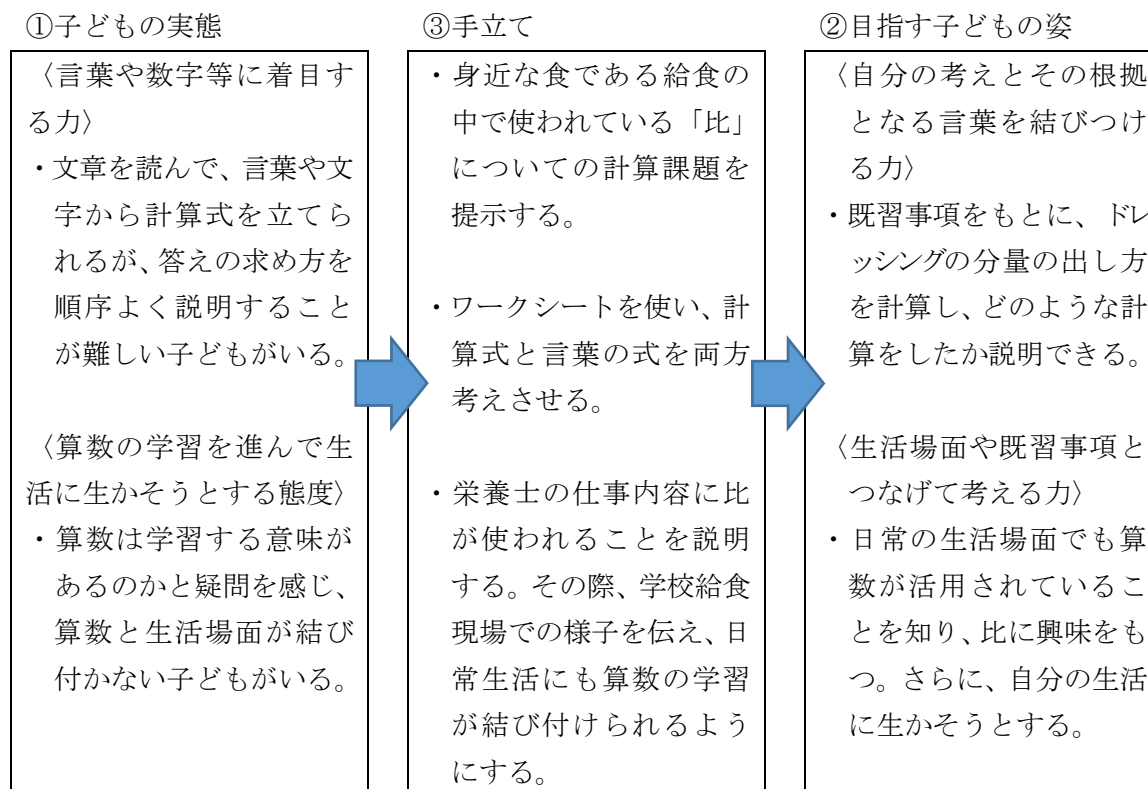 ①子どもの実態
〈言葉や数字等に着目す
る力〉
・文章を読んで、言葉や文
字から計算式を立てら
れるが、答えの求め方を
順序よく説明すること
が難しい子どもがいる。
〈算数の学習を進んで生
活に生かそうとする態度〉
・算数は学習する意味が
あるのかと疑問を感じ、
算数と生活場面が結び
付かない子どもがいる。
③手立て
・身近な食である給食の
中で使われている「比」
についての計算課題を
提示する。
・ワークシートを使い、計
算式と言葉の式を両方
考えさせる。
・栄養士の仕事内容に比
が使われることを説明
する。その際、学校給食
現場での様子を伝え、日
常生活にも算数の学習
が結び付けられるよう
にする。
②目指す子どもの姿
〈自分の考えとその根拠
となる言葉を結びつけ
る力〉
・既習事項をもとに、ドレ
ッシングの分量の出し方
を計算し、どのような計
算をしたか説明できる。
〈生活場面や既習事項と
つなげて考える力〉
・日常の生活場面でも算
数が活用されているこ
とを知り、比に興味をも
つ。さらに、自分の生活
に生かそうとする。